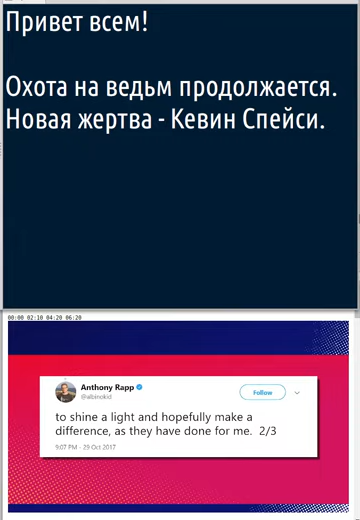 Привет всем!
Охота на ведьм продолжается.
Новая жертва - Кевин Спейси.
00:00 02:10 04:20 06:20
Anthony Rapp
@albinokid
Follow
to shine a light and hopefully make a
difference, as they have done for me. 2/3
9:07 PM - 29 Oct 2017